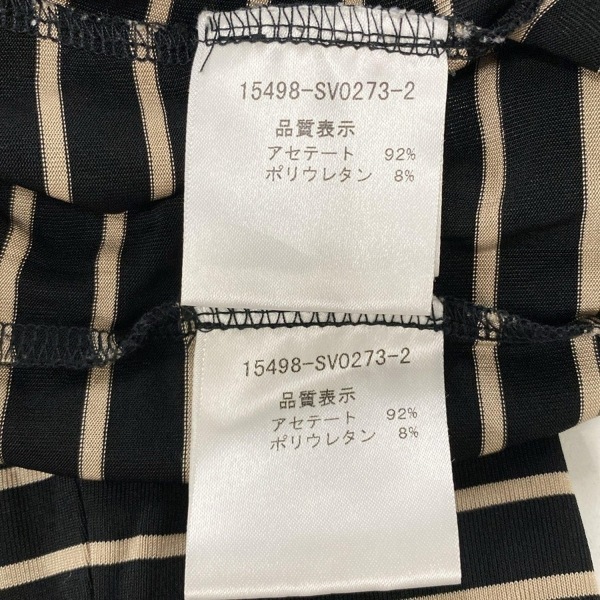 15498-SV0273-2
品質表示
アセテート 92%
ポリウレタン 8%
15498-SV0273-2
品質表示
アセテート 92%
ポリウレタン 8%